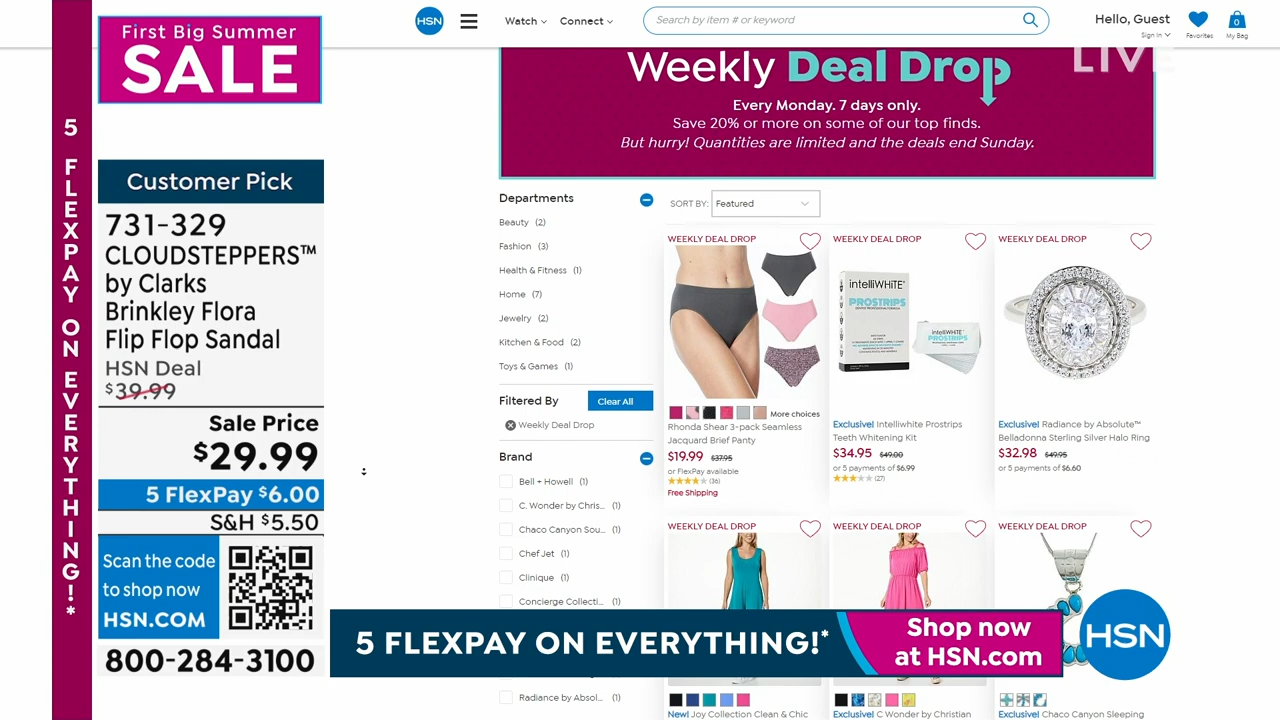 First Big Summer
SALE
5 FLEXPAY ON EVERYTHING!*
Customer Pick
731-329
CLOUDSTEPPERS™
by Clarks
Brinkley Flora
Flip Flop Sandal
HSN Deal
$39.99
Sale Price
$29.99
5 FlexPay $6.00
S&H $5.50
Scan the code
to shop now
HSN.COM
800-284-3100
HSN
Watch
Connect
Search by item # or keyword
Hello, Guest
Sign in
Favorites
0
My Bag
LIVE
Weekly Deal Drop
Every Monday. 7 days only.
Save 20% or more on some of our top finds.
But hurry! Quantities are limited and the deals end Sunday.
Departments
Beauty (2)
Fashion (3)
Health & Fitness (1)
Home (7)
Jewelry (2)
Kitchen & Food (2)
Toys & Games (1)
Filtered By
Clear All
Weekly Deal Drop
Brand
Bell + Howell (1)
C. Wonder by Chris... (1)
Chaco Canyon Sou... (1)
Chef Jet (1)
Clinique (1)
Concierge Collecti... (1)
Radiance by Absol... (1)
SORT BY: Featured
WEEKLY DEAL DROP
intelliWHiTE
PROSTRIPS
intelliWHiTE
PROSTRIPS
More choices
Rhonda Shear 3-pack Seamless
Jacquard Brief Panty
$19.99 $37.95
or FlexPay available
(36)
Free Shipping
WEEKLY DEAL DROP
Exclusive! Intelliwhite Prostrips
Teeth Whitening Kit
$34.95 $49.00
or 5 payments of $6.99
(27)
WEEKLY DEAL DROP
Exclusive! Radiance by Absolute™
Belladonna Sterling Silver Halo Ring
$32.98 $49.95
or 5 payments of $6.60
WEEKLY DEAL DROP
New! Joy Collection Clean & Chic
WEEKLY DEAL DROP
Exclusive! C Wonder by Christian
WEEKLY DEAL DROP
Exclusive! Chaco Canyon Sleeping
5 FLEXPAY ON EVERYTHING!*
Shop now
at HSN.com
HSN